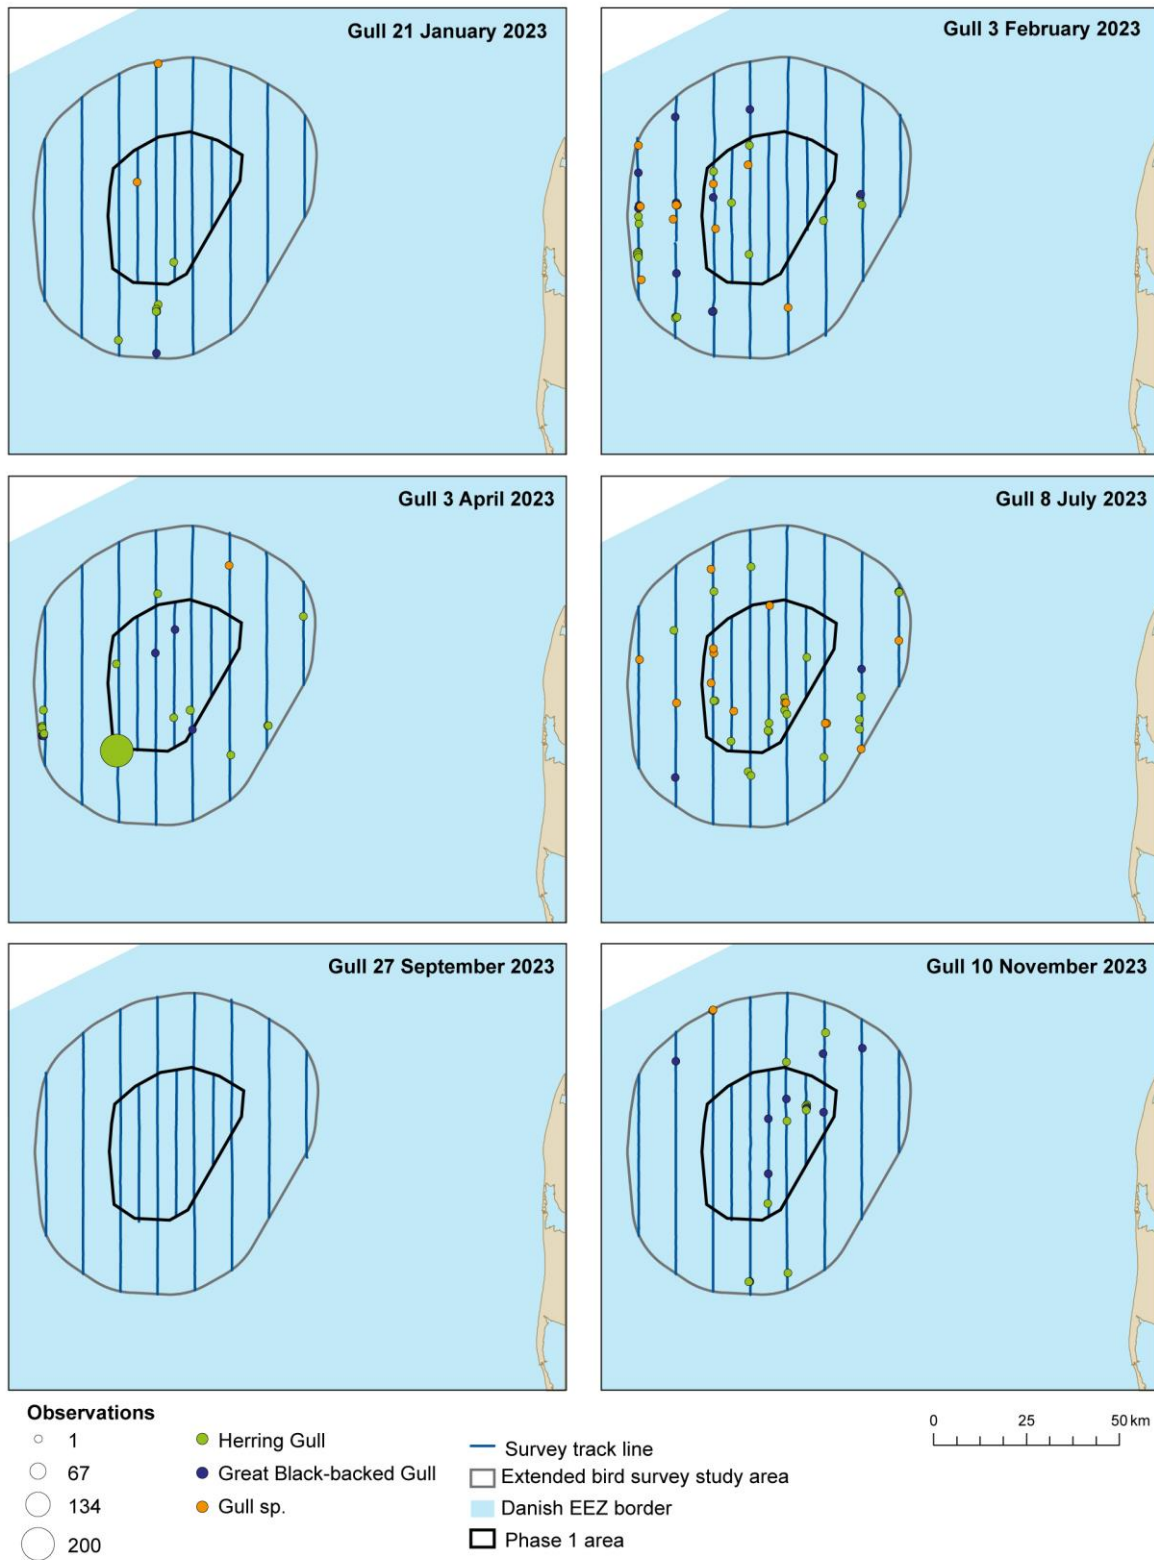 Gull 21 January 2023
Gull 3 February 2023
Gull 3 April 2023
Gull 8 July 2023
Gull 27 September 2023
Gull 10 November 2023
Observations
1
67
134
200
Herring Gull
Great Black-backed Gull
Gull sp.
Survey track line
Extended bird survey study area
Danish EEZ border
Phase 1 area
0 25 50 km